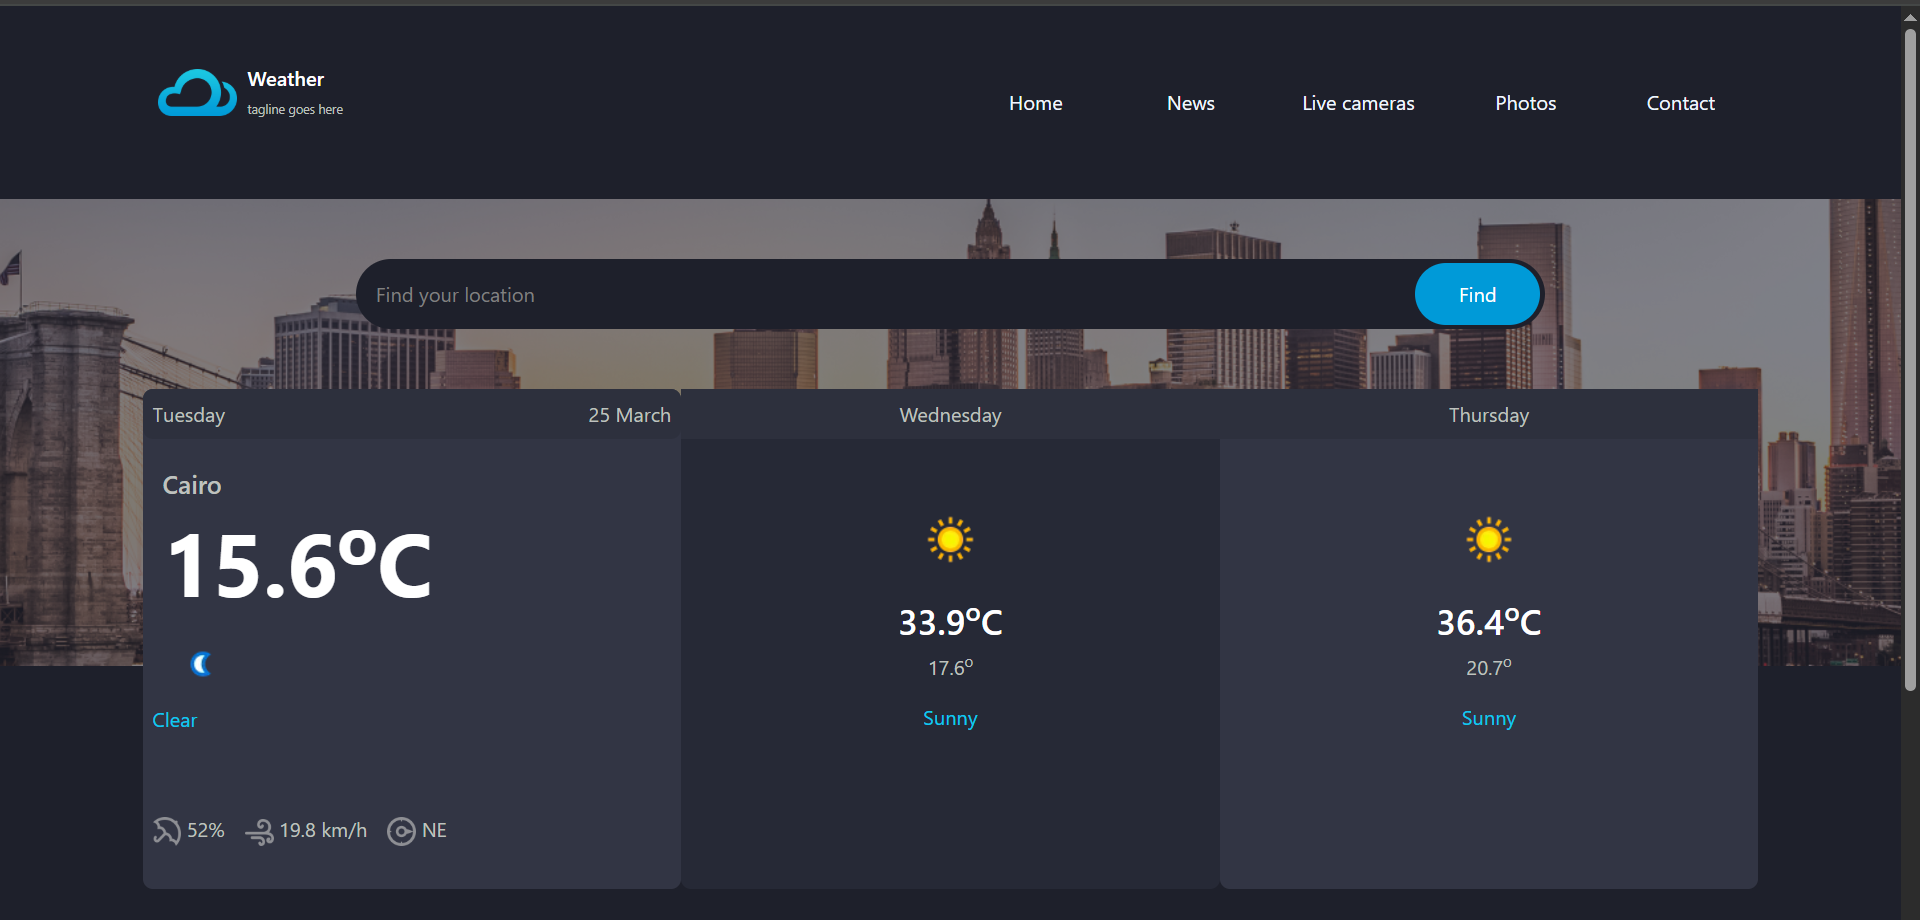 Weather
tagline goes here
Home News Live cameras Photos Contact
Find your location Find
Tuesday 25 March
Cairo
15.6°C
Clear
52% 19.8 km/h NE
Wednesday
33.9°C
17.6°
Sunny
Thursday
36.4°C
20.7°
Sunny